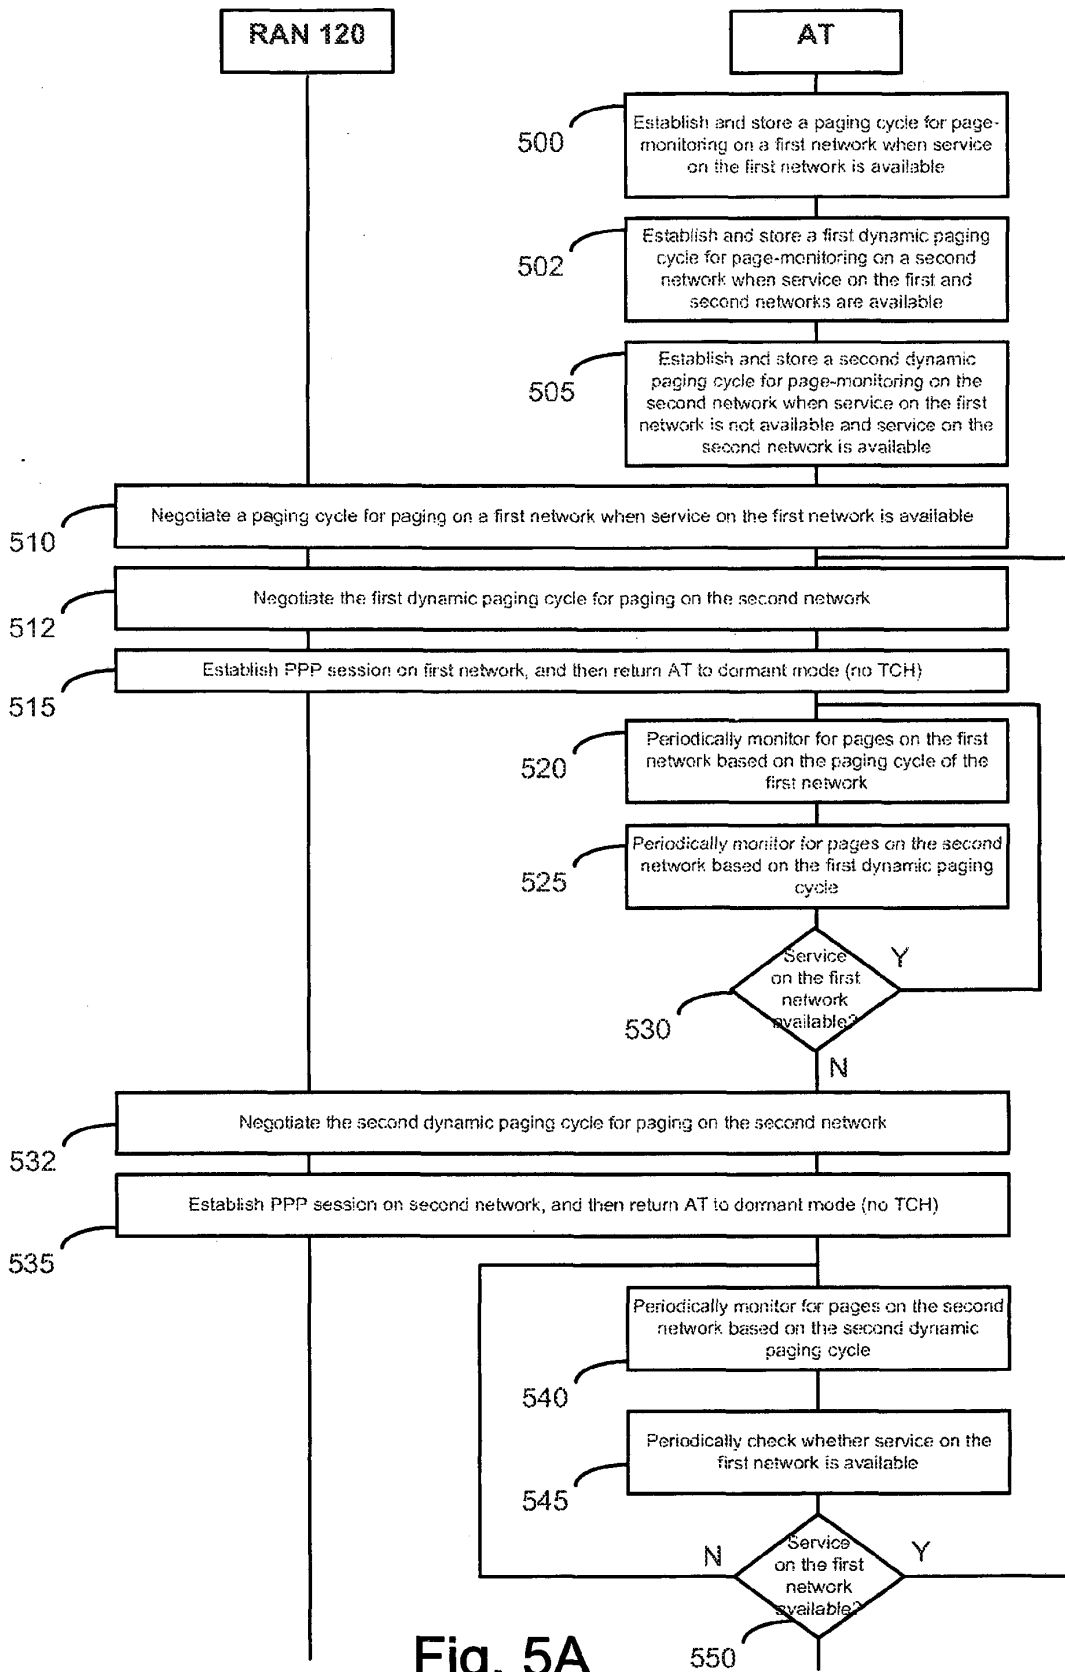 RAN 120
AT
500
Establish and store a paging cycle for page-
monitoring on a first network when service
on the first network is available
502
Establish and store a first dynamic paging
cycle for page-monitoring on a second
network when service on the first and
second networks are available
505
Establish and store a second dynamic
paging cycle for page-monitoring on the
second network when service on the first
network is not available and service on the
second network is available
510
Negotiate a paging cycle for paging on a first network when service on the first network is available
512
Negotiate the first dynamic paging cycle for paging on the second network
515
Establish PPP session on first network, and then return AT to dormant mode (no TCH)
520
Periodically monitor for pages on the first
network based on the paging cycle of the
first network
525
Periodically monitor for pages on the second
network based on the first dynamic paging
cycle
530
Service
on the first
network
available?
Y
N
532
Negotiate the second dynamic paging cycle for paging on the second network
535
Establish PPP session on second network, and then return AT to dormant mode (no TCH)
540
Periodically monitor for pages on the second
network based on the second dynamic
paging cycle
545
Periodically check whether service on the
first network is available
N
Service
on the first
network
available?
Y
550
Fig. 5A